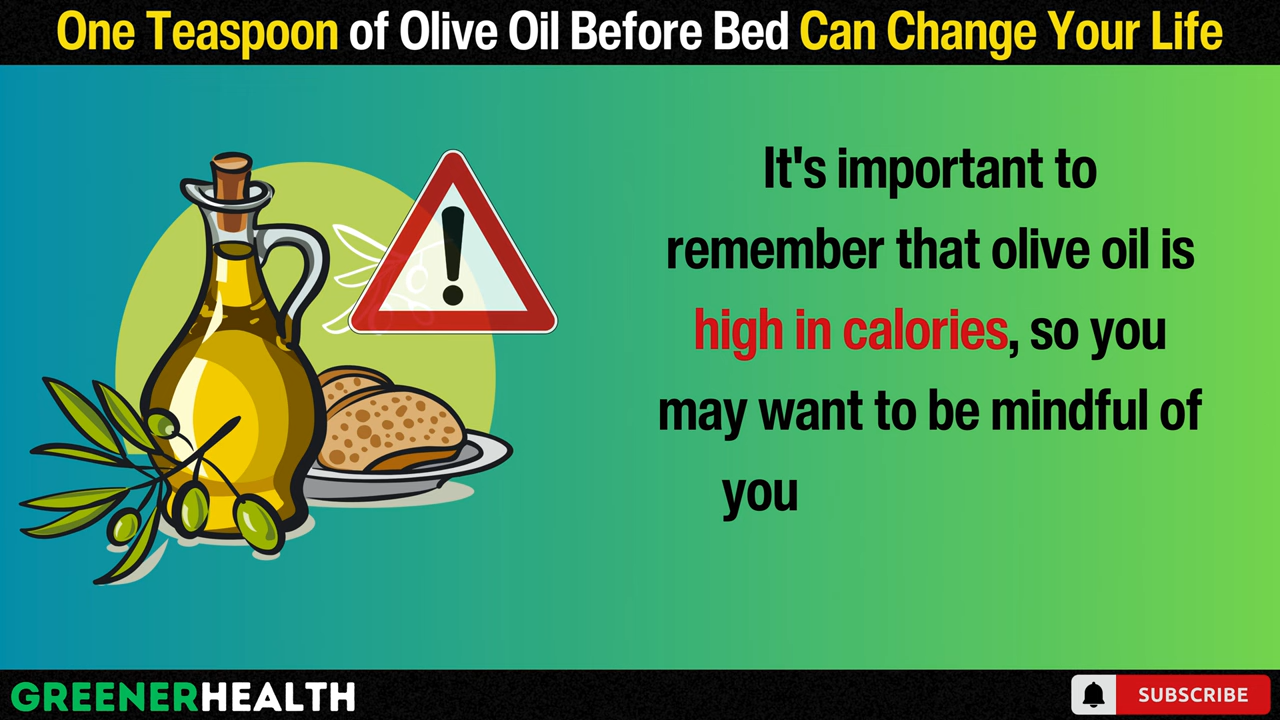 One Teaspoon of Olive Oil Before Bed Can Change Your Life
It's important to
remember that olive oil is
high in calories, so you
may want to be mindful of
you
GREENERHEALTH
SUBSCRIBE